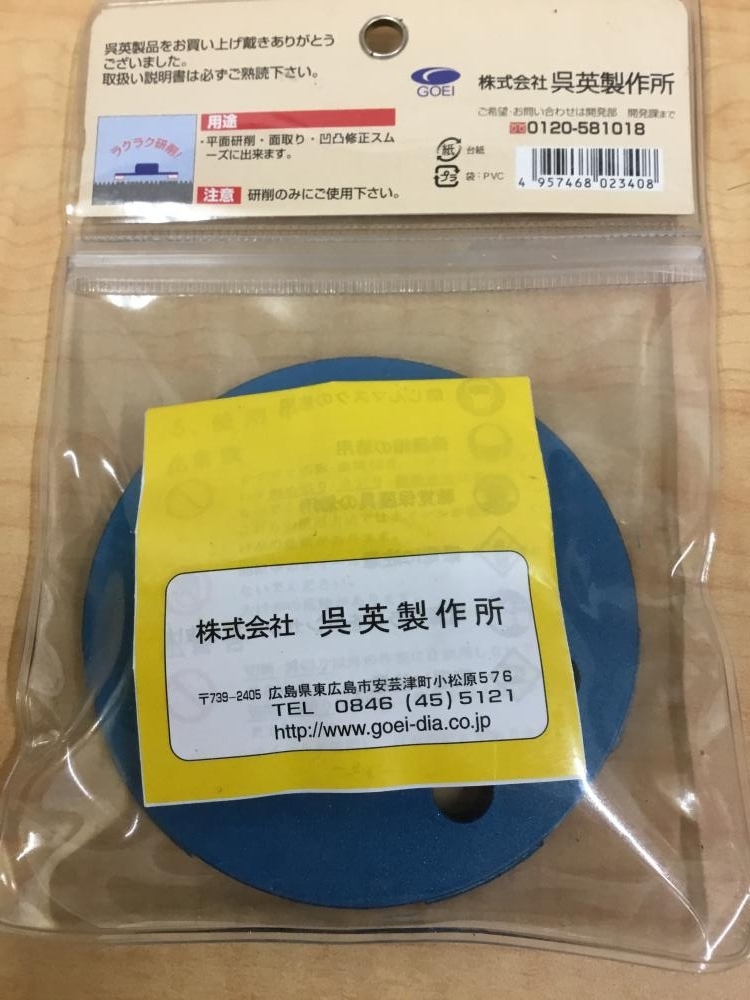 呉英製品をお買い上げ戴きありがとう
ございました。
取扱い説明書は必ずご熟読下さい。
GOEI
株式会社 呉英製作所
ご希望・お問い合わせは開発部 開発課まで
0120-581018
ラクラク研削!
用途
・平面研削・面取り・凹凸修正スム
ーズに出来ます。
注意 研削のみにご使用下さい。
紙 台紙
プラ 袋:PVC
4 957468 023408
株式会社 呉英製作所
〒739-2405 広島県東広島市安芸津町小松原576
TEL 0846 (45) 5121
http://www.goei-dia.co.jp